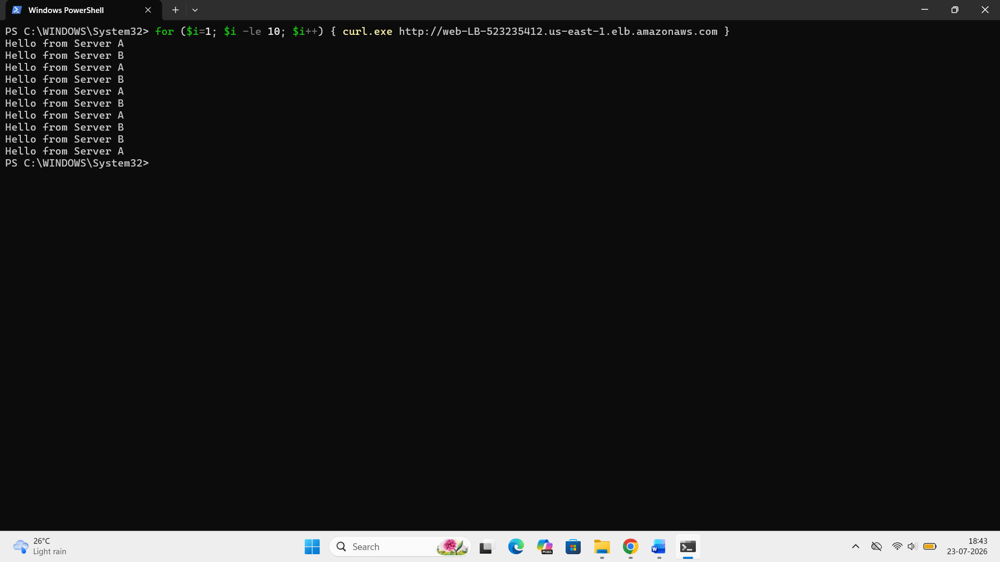 Windows PowerShell
PS C:\WINDOWS\System32> for ($i=1; $i -le 10; $i++) { curl.exe http://web-LB-523235412.us-east-1.elb.amazonaws.com }
Hello from Server A
Hello from Server B
Hello from Server A
Hello from Server B
Hello from Server A
Hello from Server B
Hello from Server A
Hello from Server B
Hello from Server B
Hello from Server A
PS C:\WINDOWS\System32>
26°C
Light rain
Search
M365
W
18:43
23-07-2026